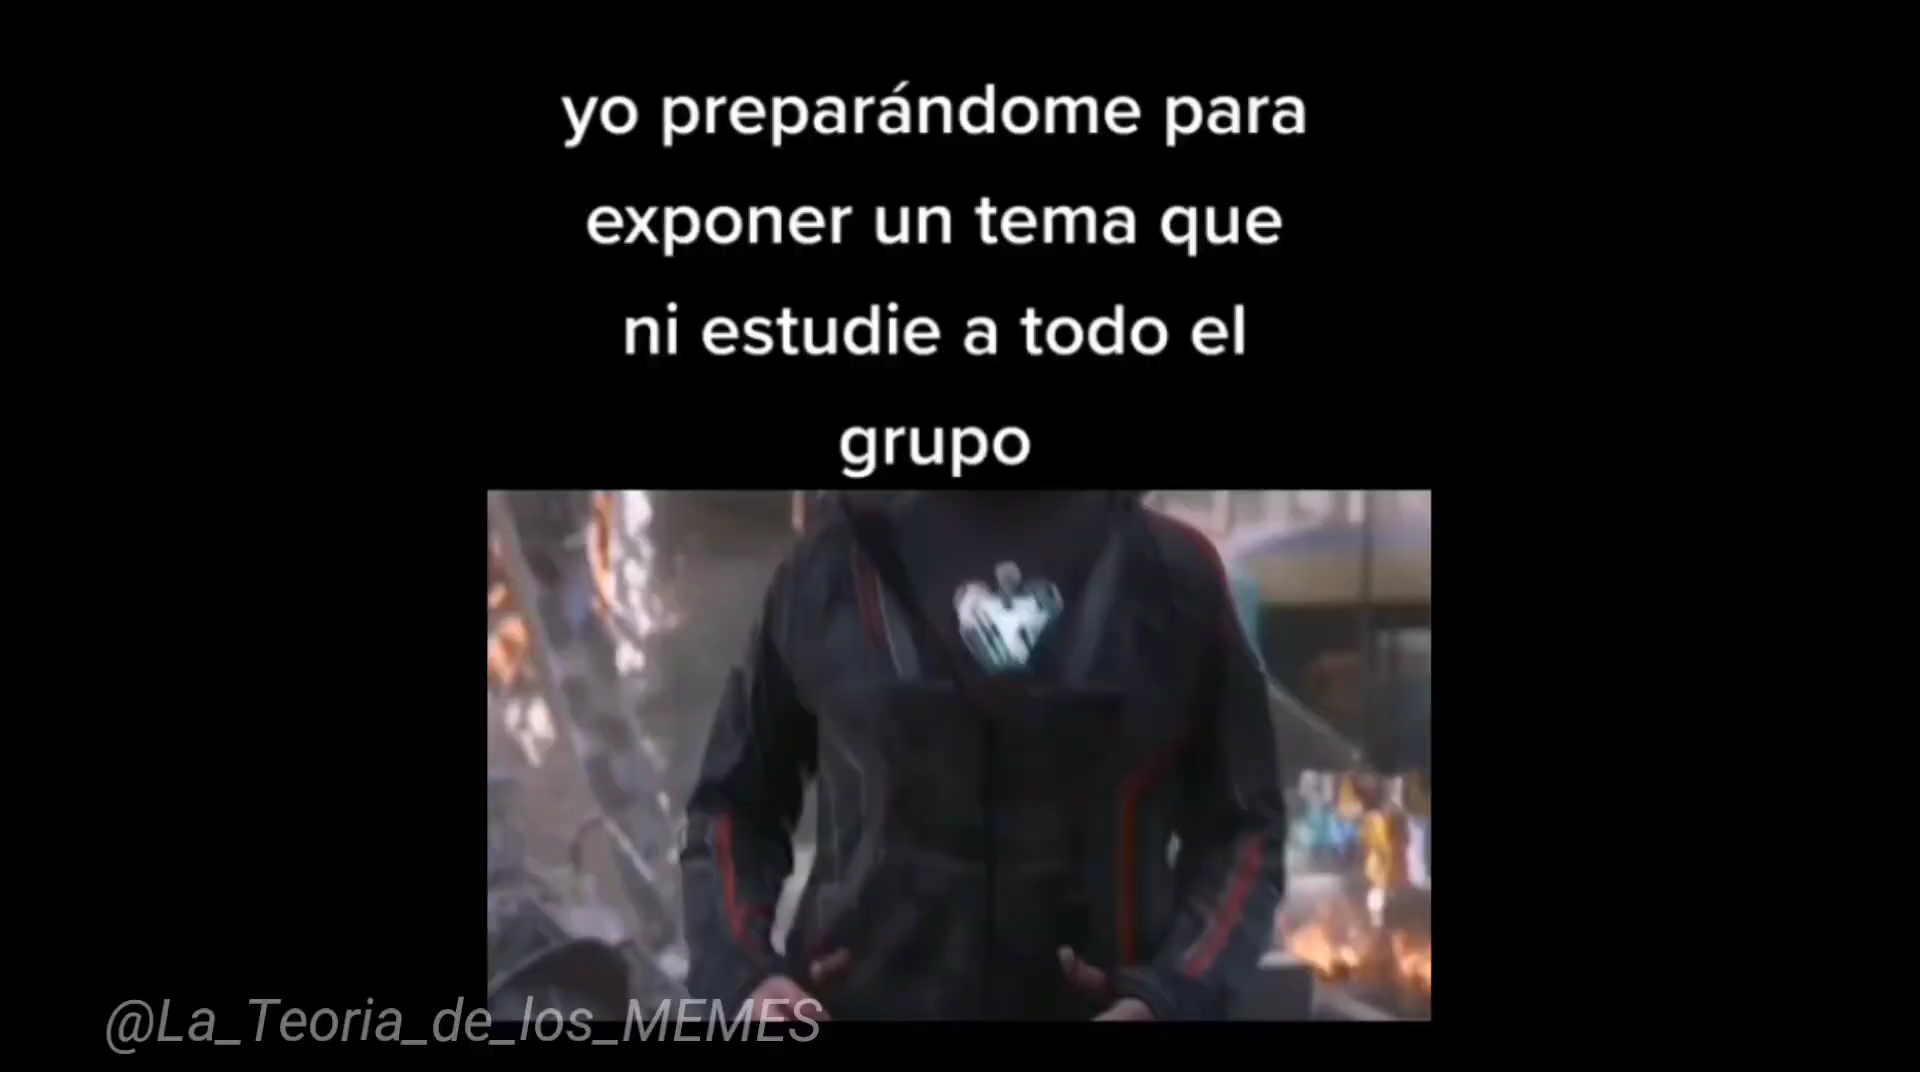 yo preparándome para
exponer un tema que
ni estudie a todo el
grupo
@La_Teoria_de_los_MEMES